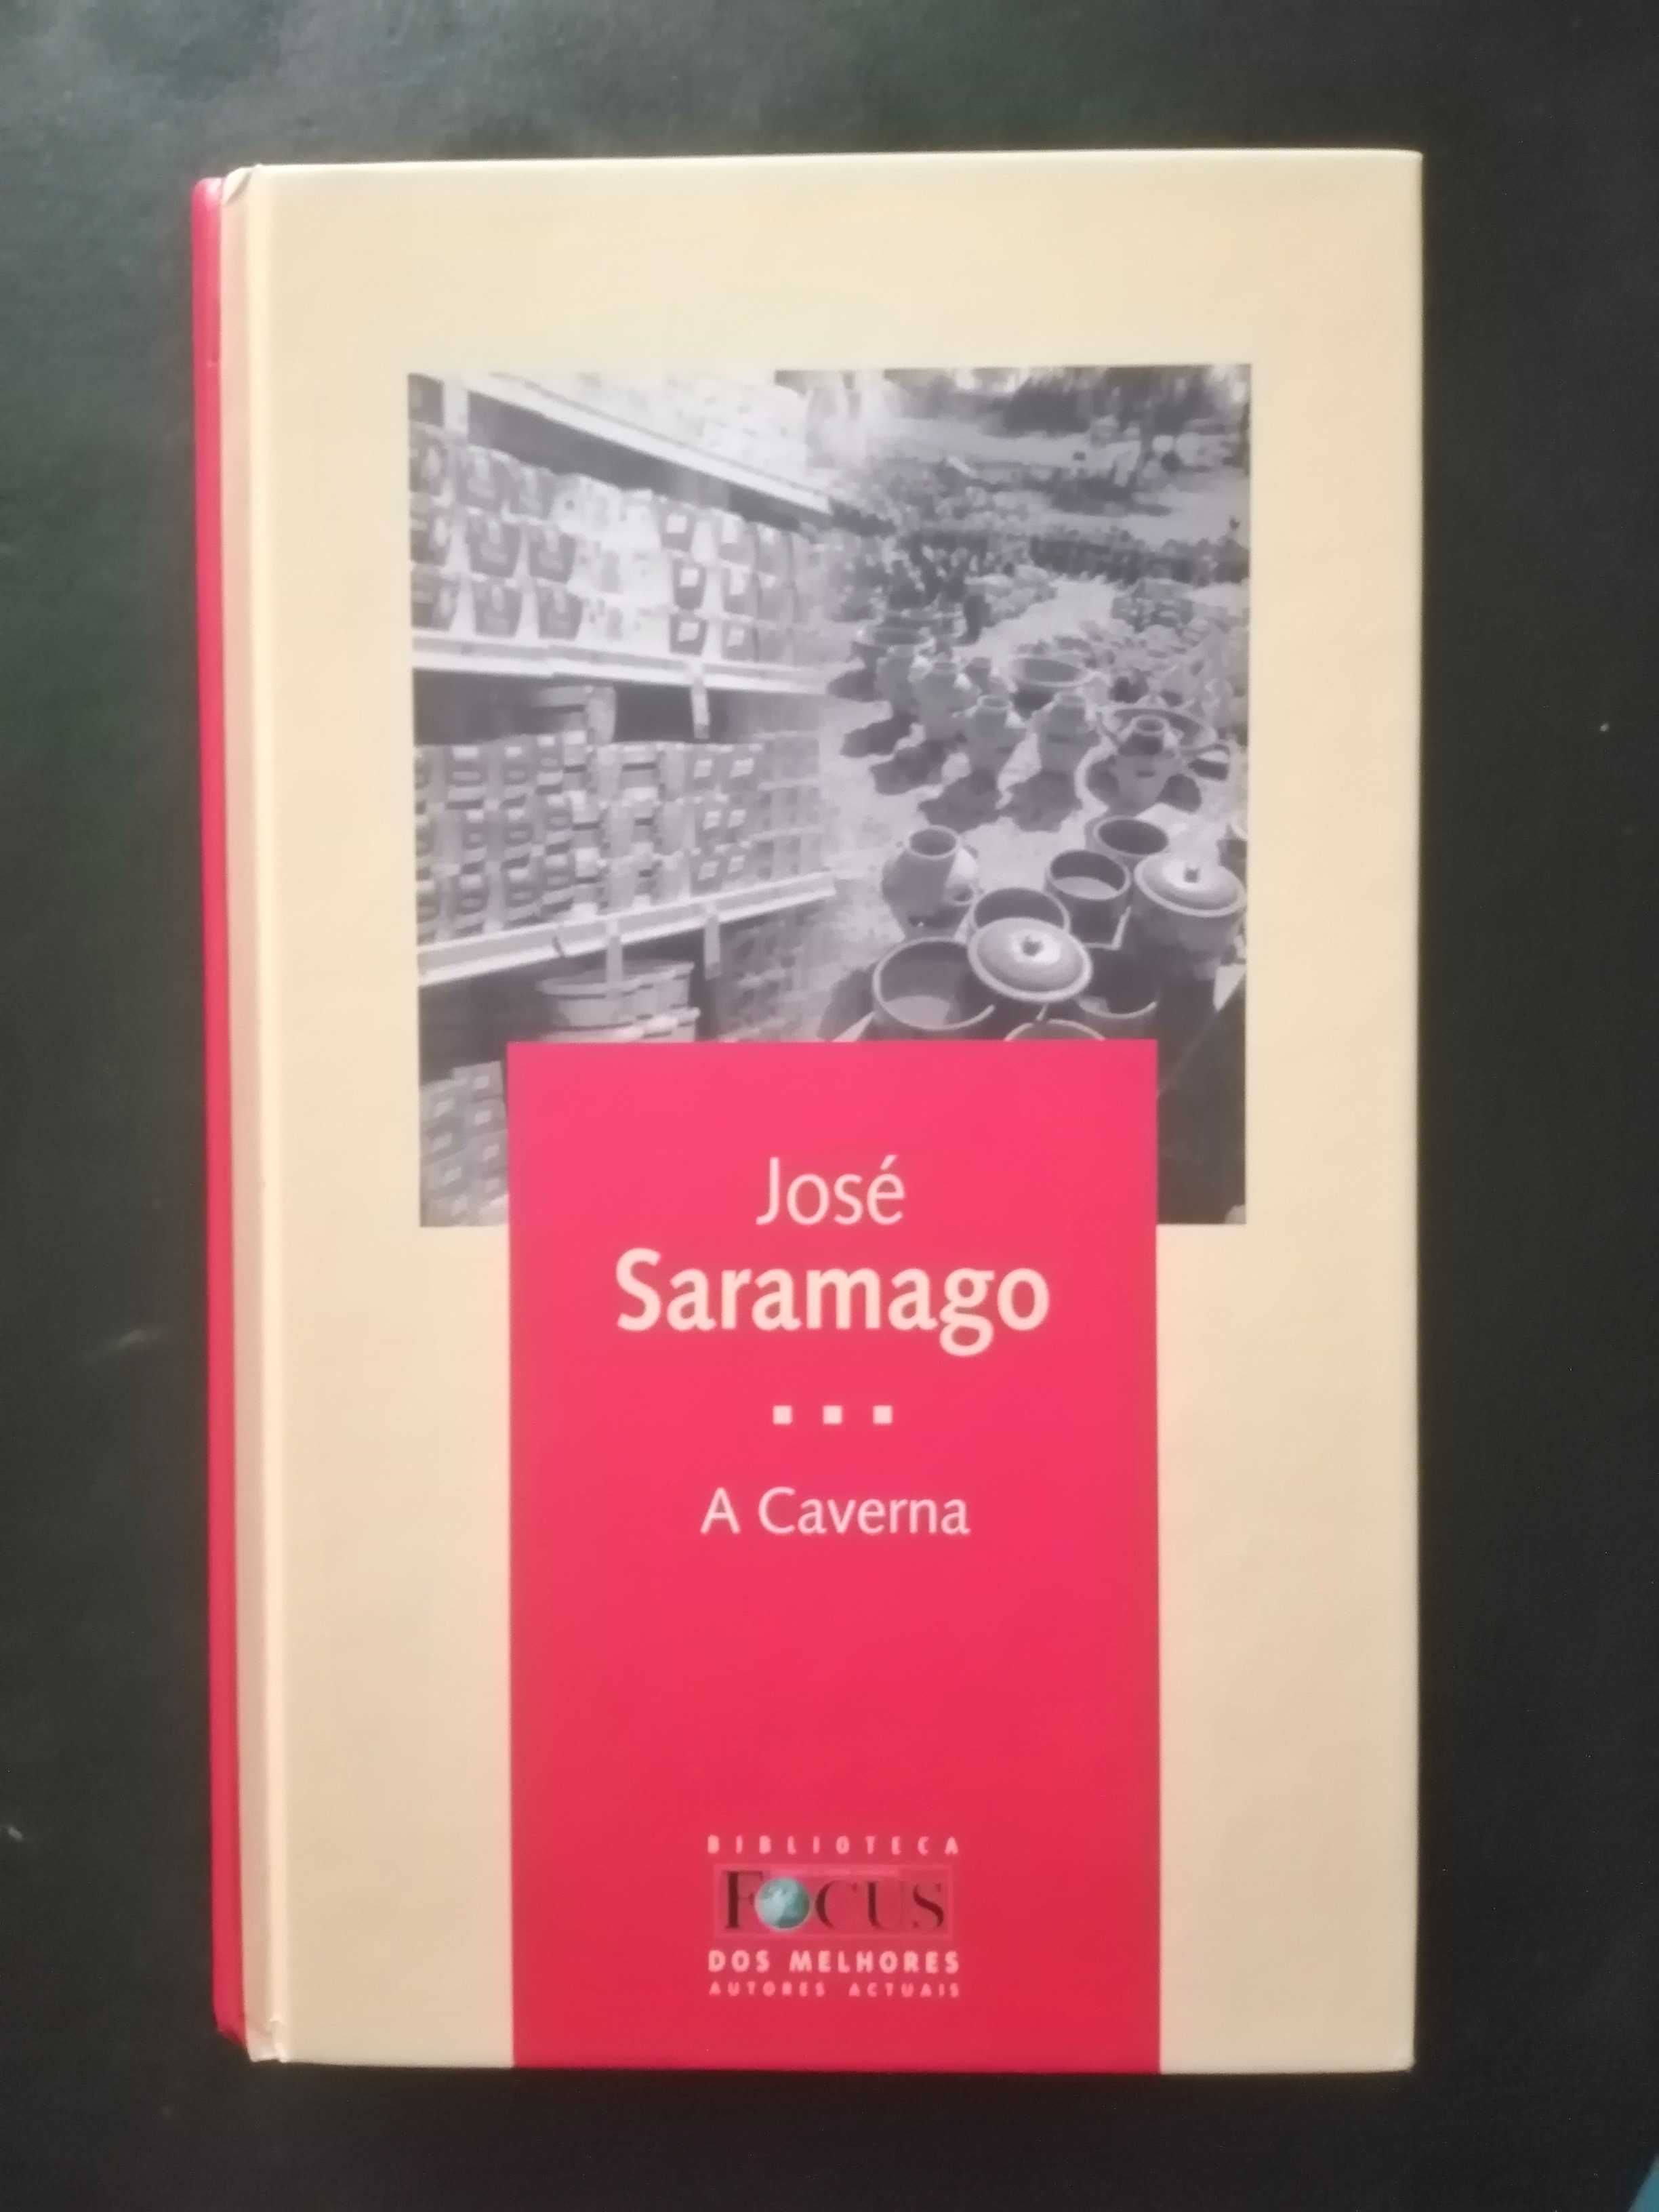 José
Saramago
A Caverna
BIBLIOTECA
FOCUS
DOS MELHORES
AUTORES ACTUAIS